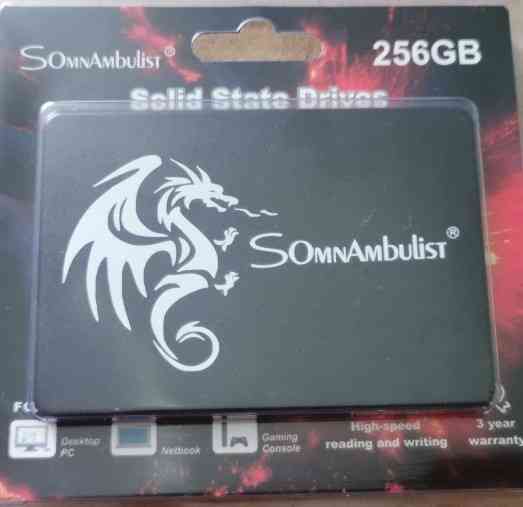 SOMNAMBULIST®
256GB
Solid State Drives
SOMNAMBULIST®
Desktop PC
Netbook
Gaming Console
High-speed
reading and writing
3 year
warranty